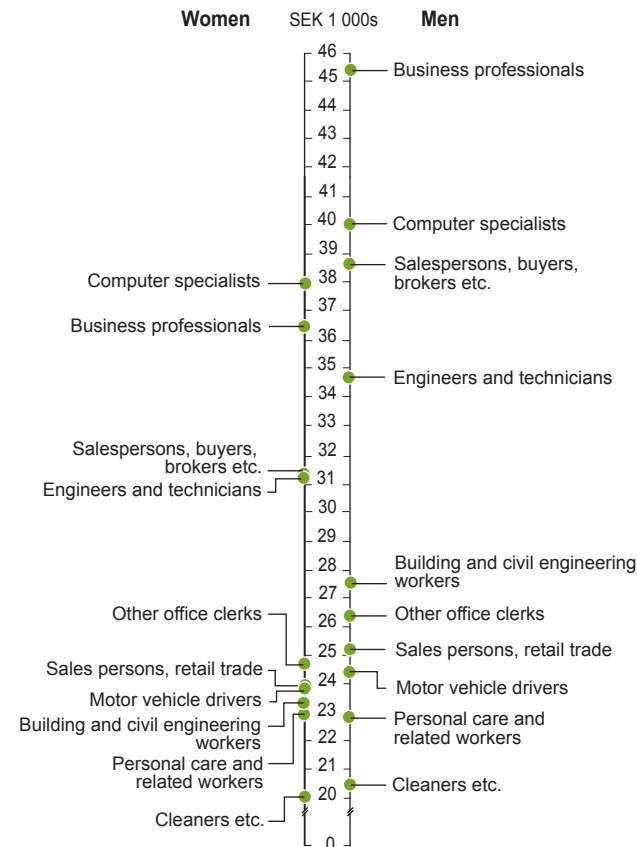 Women SEK 1 000s Men
46
45
Business professionals
44
43
42
41
40
Computer specialists
39
Salespersons, buyers,
brokers etc.
Computer specialists
38
37
Business professionals
36
35
Engineers and technicians
34
33
32
Salespersons, buyers,
brokers etc.
31
Engineers and technicians
30
29
28
Building and civil engineering
workers
27
Other office clerks
Other office clerks
26
25
Sales persons, retail trade
Sales persons, retail trade
24
Motor vehicle drivers
Motor vehicle drivers
23
Building and civil engineering
workers
Personal care and
related workers
22
Personal care and
related workers
21
Cleaners etc.
20
Cleaners etc.
0